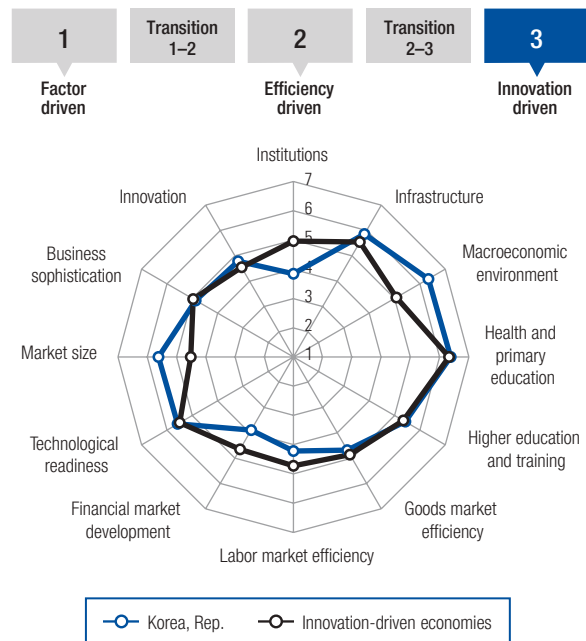 1
Transition
1–2
2
Transition
2–3
3
Factor
driven
Efficiency
driven
Innovation
driven
Institutions
Infrastructure
Macroeconomic
environment
Health and
primary
education
Higher education
and training
Goods market
efficiency
Labor market efficiency
Financial market
development
Technological
readiness
Market size
Business
sophistication
Innovation
7
6
5
4
3
2
1
Korea, Rep.
Innovation-driven economies